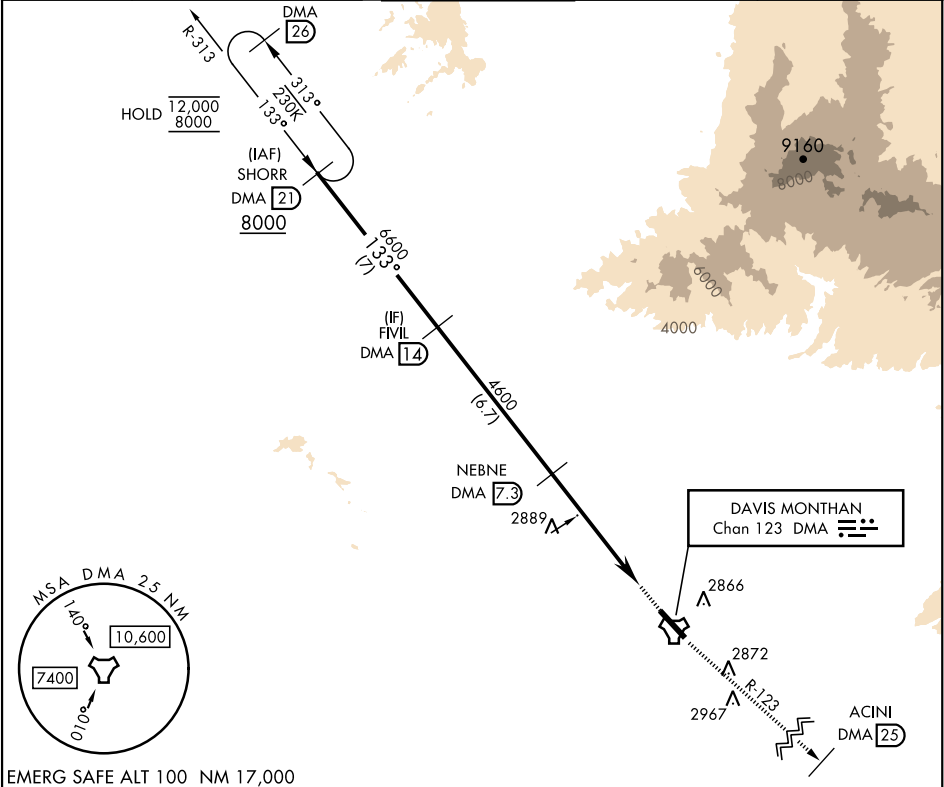 DMA
26
R-313
313°
230K
133°
HOLD 12,000
8000
(IAF)
SHORR
DMA 21
8000
9160
8000
6000
4000
6600
133°
(7)
(IF)
FIVIL
DMA 14
4600
(6.7)
NEBNE
DMA 7.3
2889
DAVIS MONTHAN
Chan 123 DMA
2866
2872
2967
R-123
ACINI
DMA 25
MSA DMA 25 NM
140°
10,600
7400
010°
EMERG SAFE ALT 100 NM 17,000